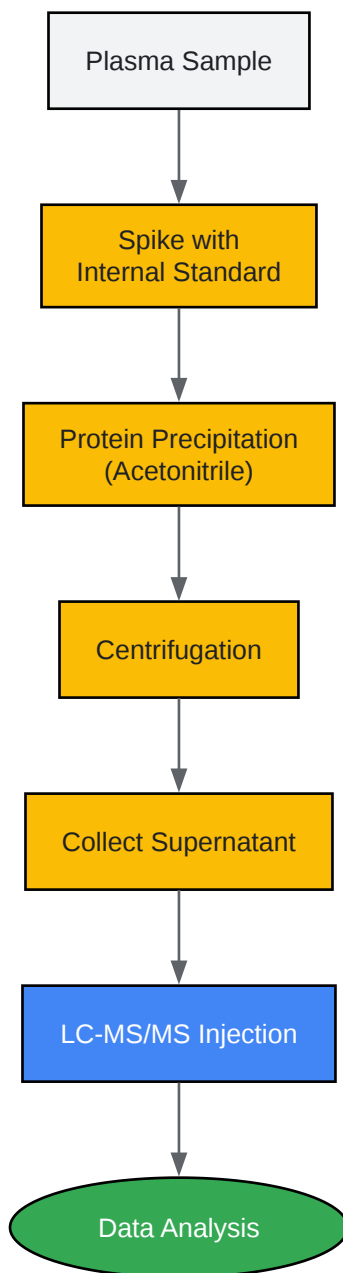 Plasma Sample
Spike with
Internal Standard
Protein Precipitation
(Acetonitrile)
Centrifugation
Collect Supernatant
LC-MS/MS Injection
Data Analysis